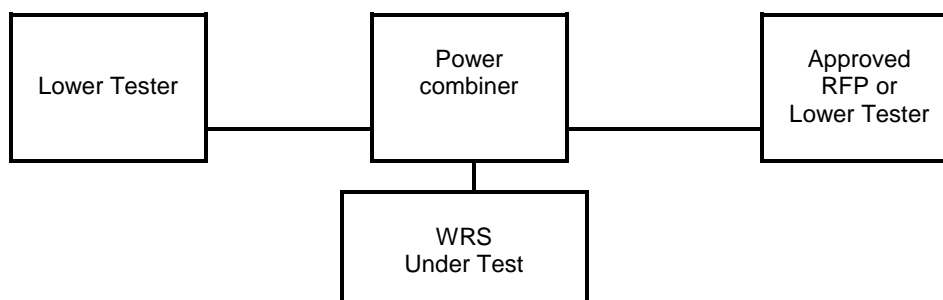 Lower Tester
Power
combiner
Approved
RFP or
Lower Tester
WRS
Under Test